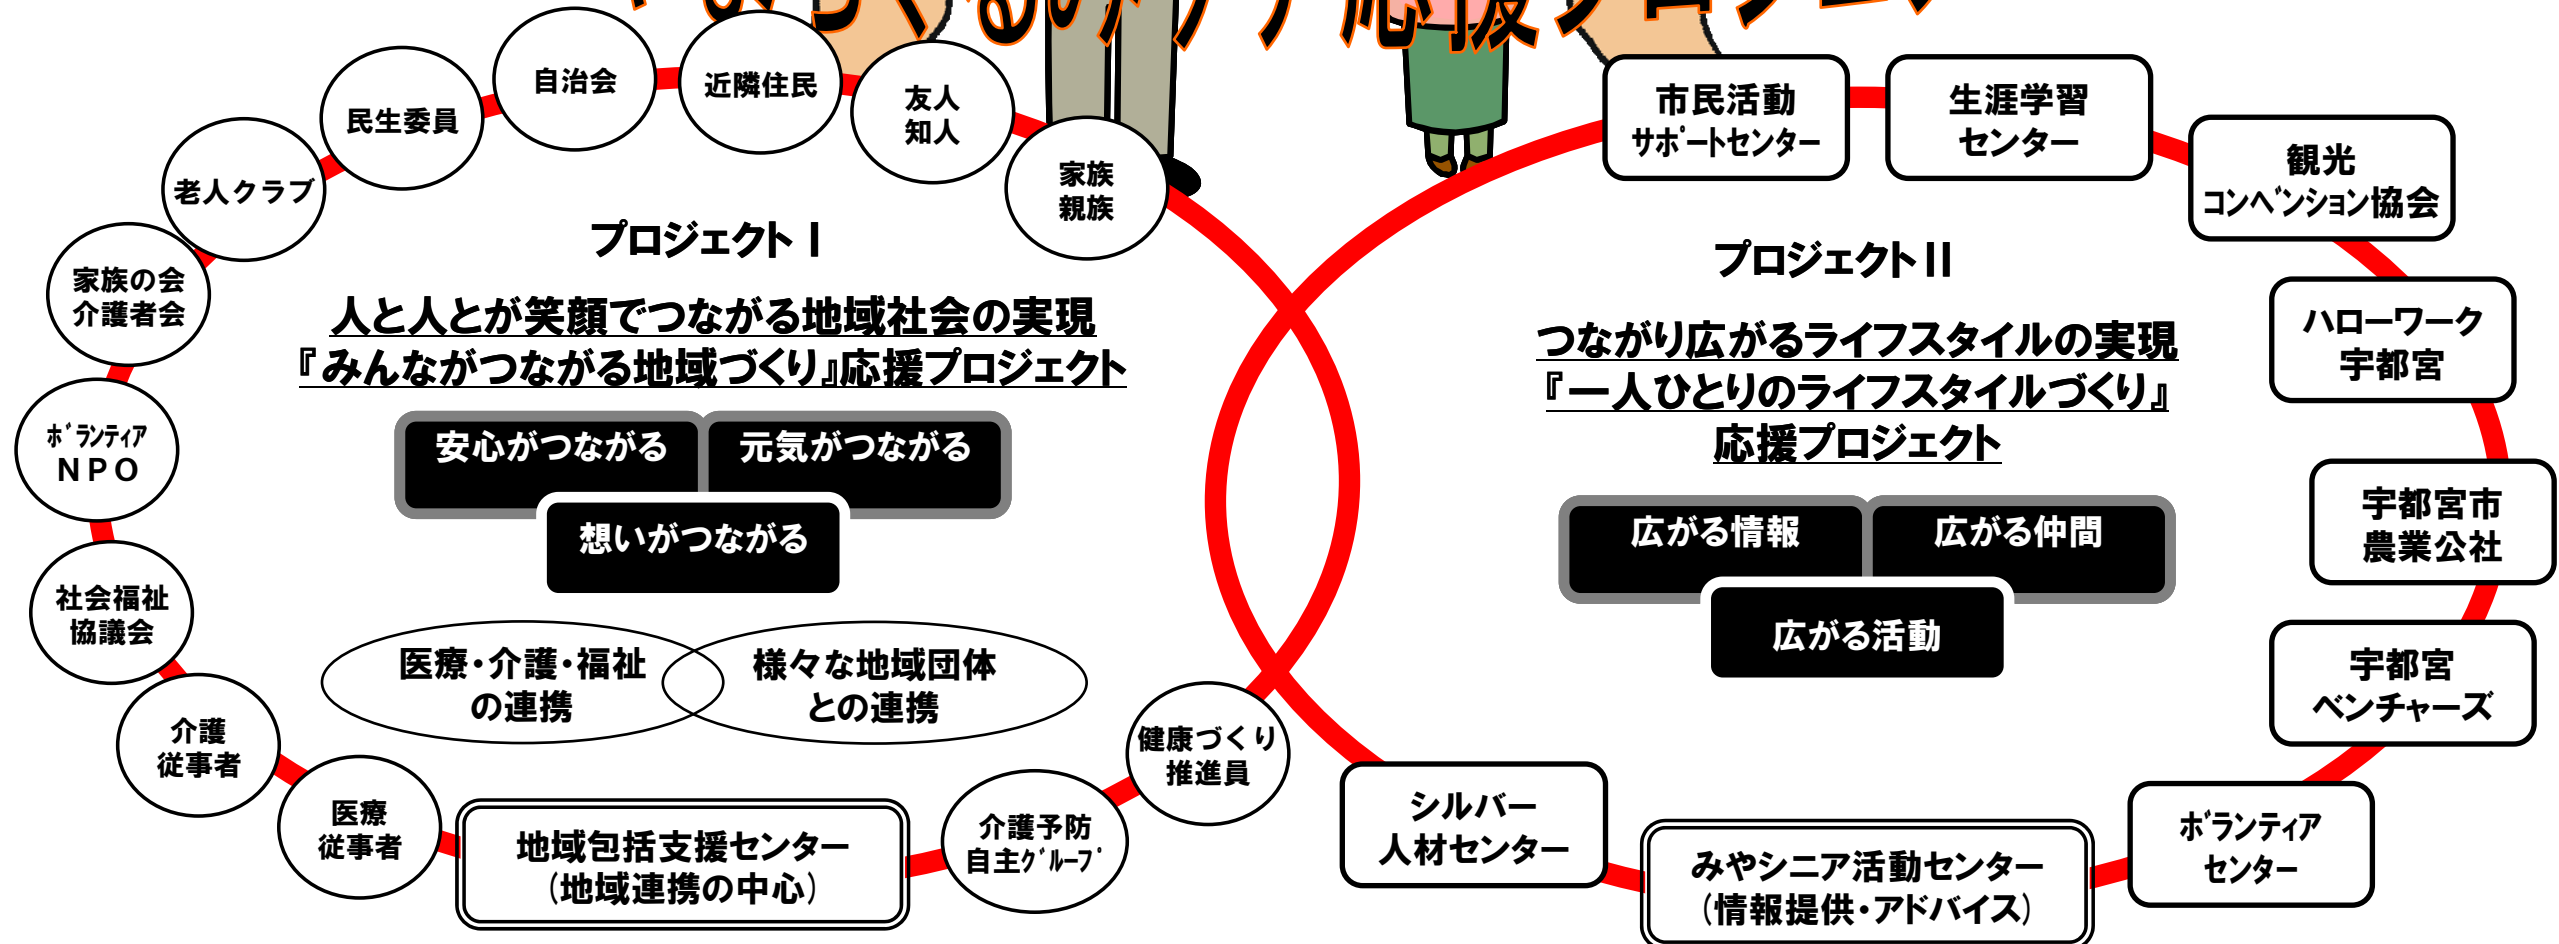 応援プロジェクト
自治会
近隣住民
民生委員
友人
知人
老人クラブ
家族
親族
家族の会
介護者会
ﾎﾞﾗﾝﾃｨｱ
ＮＰＯ
社会福祉
協議会
介護
従事者
医療
従事者
地域包括支援センター
（地域連携の中心）
介護予防
自主ｸﾞﾙｰﾌﾟ
健康づくり
推進員
プロジェクトⅠ
人と人とが笑顔でつながる地域社会の実現
『みんながつながる地域づくり』応援プロジェクト
安心がつながる
元気がつながる
想いがつながる
医療・介護・福祉
の連携
様々な地域団体
との連携
市民活動
ｻﾎﾟｰﾄｾﾝﾀｰ
生涯学習
センター
観光
ｺﾝﾍﾞﾝｼｮﾝ協会
ハローワーク
宇都宮
宇都宮市
農業公社
宇都宮
ベンチャーズ
ﾎﾞﾗﾝﾃｨｱ
ｾﾝﾀｰ
みやシニア活動センター
（情報提供・アドバイス）
シルバー
人材センター
プロジェクトⅡ
つながり広がるライフスタイルの実現
『一人ひとりのライフスタイルづくり』
応援プロジェクト
広がる情報
広がる仲間
広がる活動